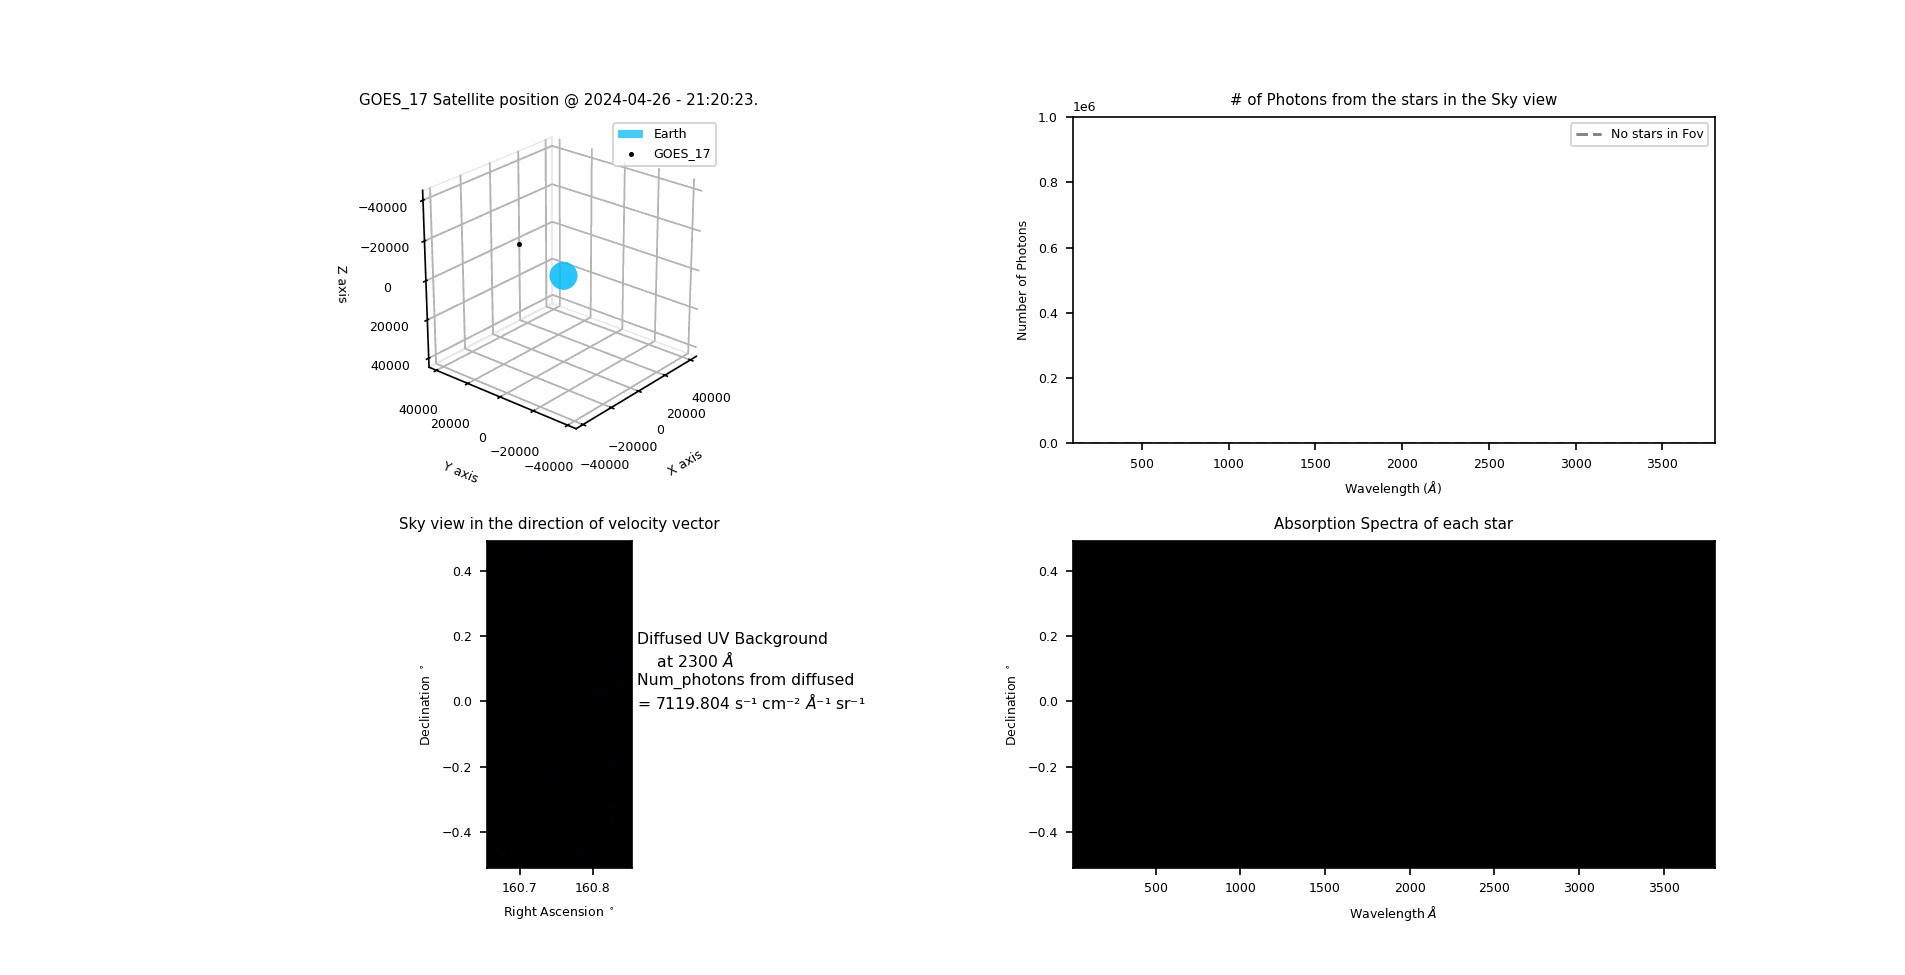 GOES_17 Satellite position @ 2024-04-26 - 21:20:23.
Earth
GOES_17
−40000
−20000
0
20000
40000
Z axis
40000
20000
0
−20000
−40000
Y axis
−40000
−20000
0
20000
40000
X axis
# of Photons from the stars in the Sky view
1e6
No stars in Fov
1.0
0.8
0.6
0.4
0.2
0.0
Number of Photons
500 1000 1500 2000 2500 3000 3500
Wavelength (Å)
Sky view in the direction of velocity vector
0.4
0.2
0.0
−0.2
−0.4
Declination °
160.7 160.8
Right Ascension °
Diffused UV Background
at 2300 Å
Num_photons from diffused
= 7119.804 s⁻¹ cm⁻² Å⁻¹ sr⁻¹
Absorption Spectra of each star
0.4
0.2
0.0
−0.2
−0.4
Declination °
500 1000 1500 2000 2500 3000 3500
Wavelength Å